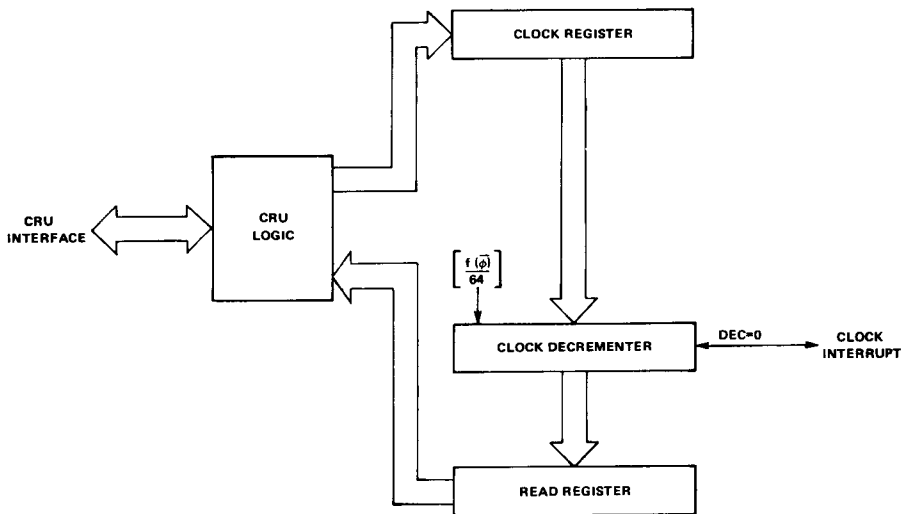 CLOCK REGISTER
CRU
INTERFACE
CRU
LOGIC
[f (φ̅)
64]
CLOCK DECREMENTER
DEC=0
CLOCK
INTERRUPT
READ REGISTER